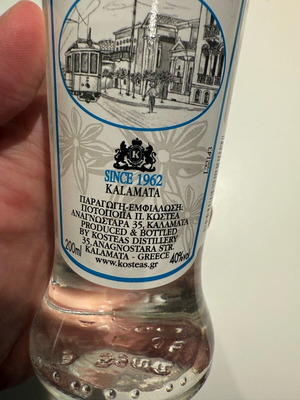 K
SINCE 1962
KALAMATA
ΠΑΡΑΓΩΓΗ-ΕΜΦΙΑΛΩΣΗ:
ΠΟΤΟΠΟΙΪΑ Π. ΚΩΣΤΕΑ
ΑΝΑΓΝΩΣΤΑΡΑ 35, ΚΑΛΑΜΑΤΑ
PRODUCED & BOTTLED
BY KOSTEAS DISTILLERY
35, ANAGNOSTARA STR.
KALAMATA - GREECE
200ml
40%vol
www.kosteas.gr